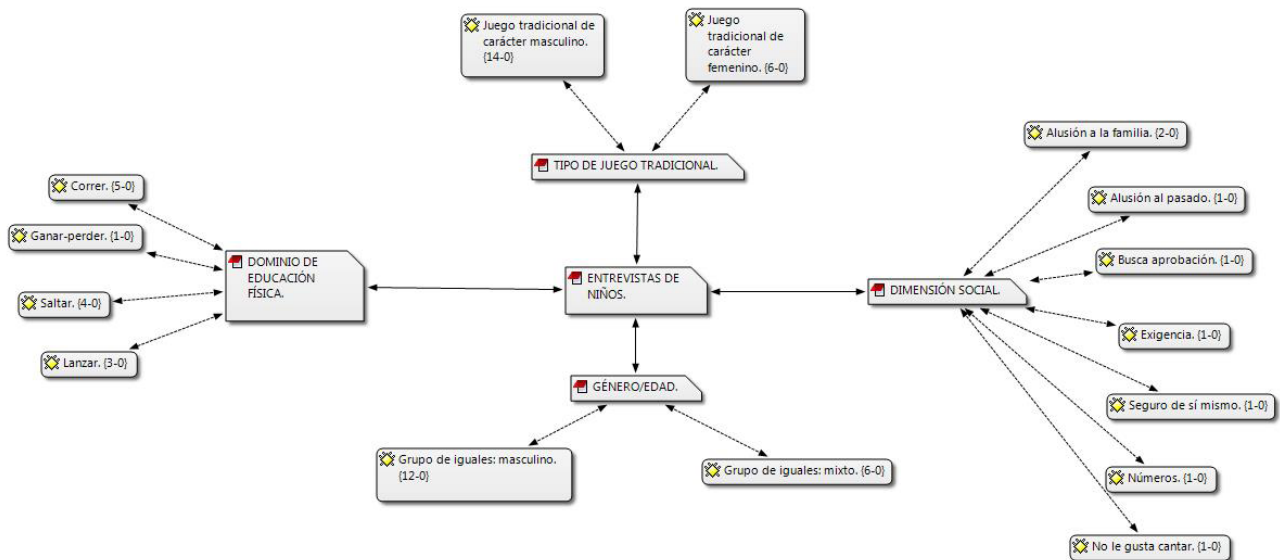 Juego tradicional de
carácter masculino.
{14-0}
Juego
tradicional de
carácter
femenino. {6-0}
TIPO DE JUEGO TRADICIONAL.
Correr. {5-0}
Ganar-perder. {1-0}
Saltar. {4-0}
Lanzar. {3-0}
DOMINIO DE
EDUCACIÓN
FÍSICA.
ENTREVISTAS DE
NIÑOS.
DIMENSIÓN SOCIAL.
Alusión a la familia. {2-0}
Alusión al pasado. {1-0}
Busca aprobación. {1-0}
Exigencia. {1-0}
Seguro de sí mismo. {1-0}
Números. {1-0}
No le gusta cantar. {1-0}
GÉNERO/EDAD.
Grupo de iguales: masculino.
{12-0}
Grupo de iguales: mixto. {6-0}